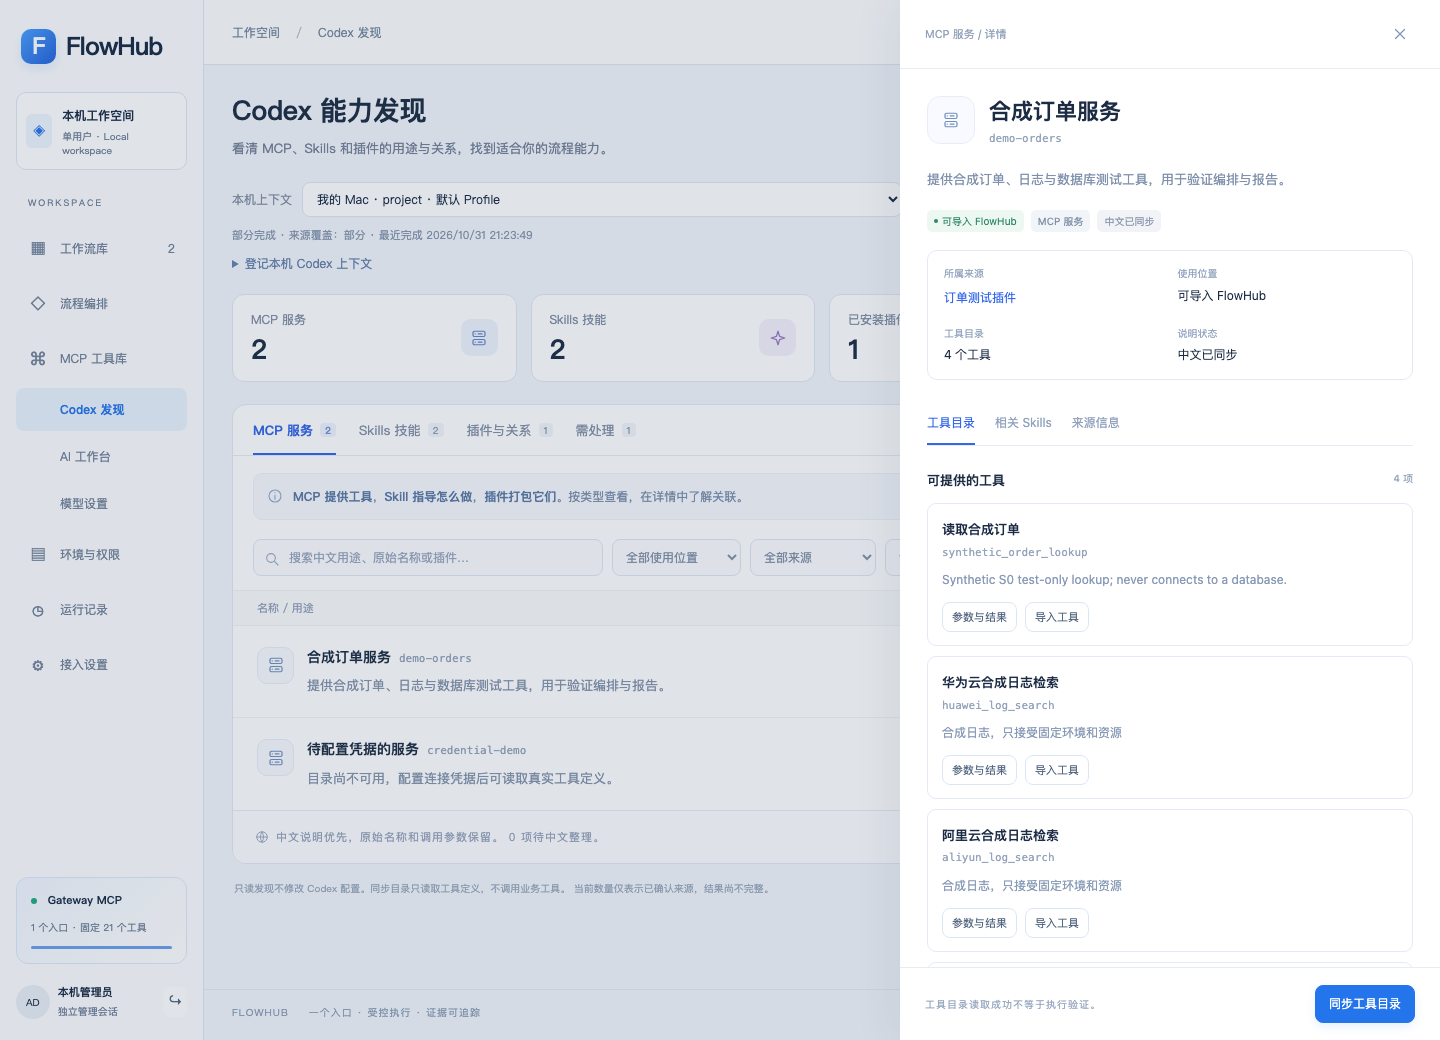 F FlowHub
本机工作空间
单用户 · Local
workspace
WORKSPACE
工作流库 2
流程编排
MCP 工具库
Codex 发现
AI 工作台
模型设置
环境与权限
运行记录
接入设置
Gateway MCP
1 个入口 · 固定 21 个工具
AD
本机管理员
独立管理会话
工作空间 / Codex 发现
Codex 能力发现
看清 MCP、Skills 和插件的用途与关系，找到适合你的流程能力。
本机上下文 我的 Mac · project · 默认 Profile
部分完成 · 来源覆盖：部分 · 最近完成 2026/10/31 21:23:49
登记本机 Codex 上下文
MCP 服务
2
Skills 技能
2
已安装插
1
MCP 服务 2 Skills 技能 2 插件与关系 1 需处理 1
MCP 提供工具，Skill 指导怎么做，插件打包它们。按类型查看，在详情中了解关联。
搜索中文用途、原始名称或插件... 全部使用位置 全部来源
名称 / 用途
合成订单服务 demo-orders
提供合成订单、日志与数据库测试工具，用于验证编排与报告。
待配置凭据的服务 credential-demo
目录尚不可用，配置连接凭据后可读取真实工具定义。
中文说明优先，原始名称和调用参数保留。 0 项待中文整理。
只读发现不修改 Codex 配置。同步目录只读取工具定义，不调用业务工具。 当前数量仅表示已确认来源，结果尚不完整。
FLOWHUB 一个入口 · 受控执行 · 证据可追踪
MCP 服务 / 详情
合成订单服务
demo-orders
提供合成订单、日志与数据库测试工具，用于验证编排与报告。
可导入 FlowHub MCP 服务 中文已同步
所属来源 使用位置
订单测试插件 可导入 FlowHub
工具目录 说明状态
4 个工具 中文已同步
工具目录 相关 Skills 来源信息
可提供的工具 4 项
读取合成订单
synthetic_order_lookup
Synthetic S0 test-only lookup; never connects to a database.
参数与结果 导入工具
华为云合成日志检索
huawei_log_search
合成日志，只接受固定环境和资源
参数与结果 导入工具
阿里云合成日志检索
aliyun_log_search
合成日志，只接受固定环境和资源
参数与结果 导入工具
工具目录读取成功不等于执行验证。 同步工具目录